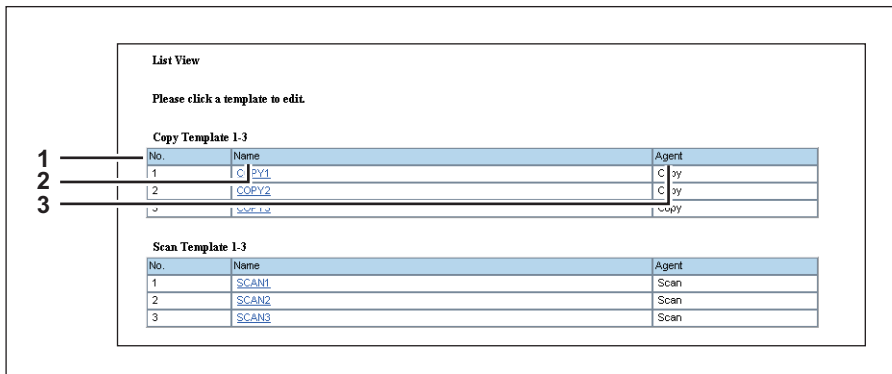 List View
Please click a template to edit.
Copy Template 1-3
1
No. Name Agent
2
1 Copy
2 COPY2
3
Scan Template 1-3
No. Name Agent
1 SCAN1 Scan
2 SCAN2 Scan
3 SCAN3 Scan